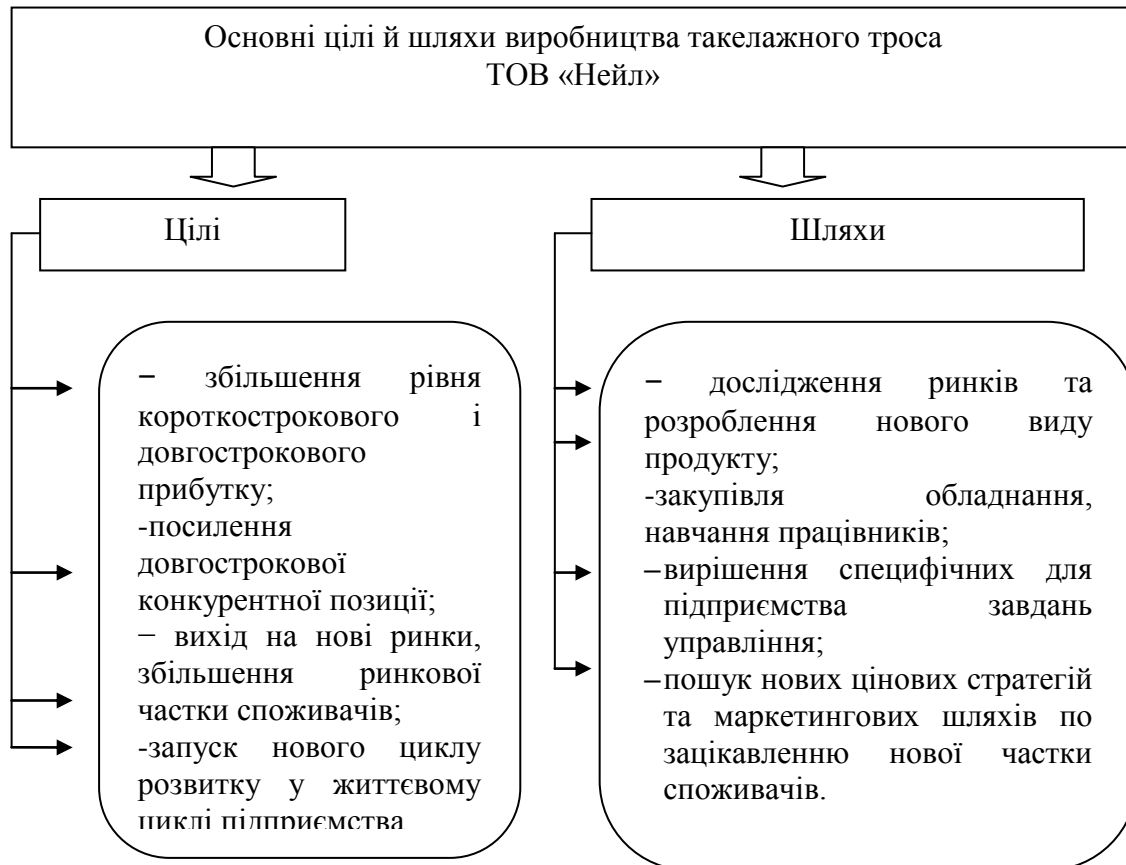 Основні цілі й шляхи виробництва такелажного троса
ТОВ «Нейл»
Цілі
− збільшення рівня
короткострокового і
довгострокового
прибутку;
-посилення
довгострокової
конкурентної позиції;
− вихід на нові ринки,
збільшення ринкової
частки споживачів;
-запуск нового циклу
розвитку у життєвому
циклі підприємства
Шляхи
− дослідження ринків та
розроблення нового виду
продукту;
-закупівля обладнання,
навчання працівників;
−вирішення специфічних для
підприємства завдань
управління;
−пошук нових цінових стратегій
та маркетингових шляхів по
зацікавленню нової частки
споживачів.